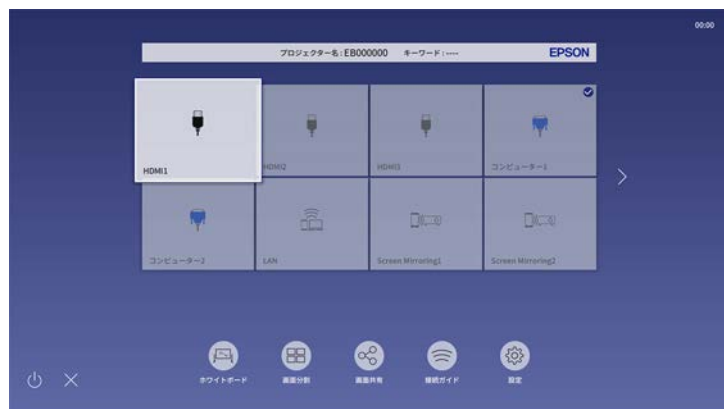 00:00
プロジェクター名 : EB000000 キーワード : ---- EPSON
HDMI1 HDMI2 HDMI3 コンピューター1
コンピューター2 LAN Screen Mirroring1 Screen Mirroring2
ホワイトボード 画面分割 画面共有 接続ガイド 設定